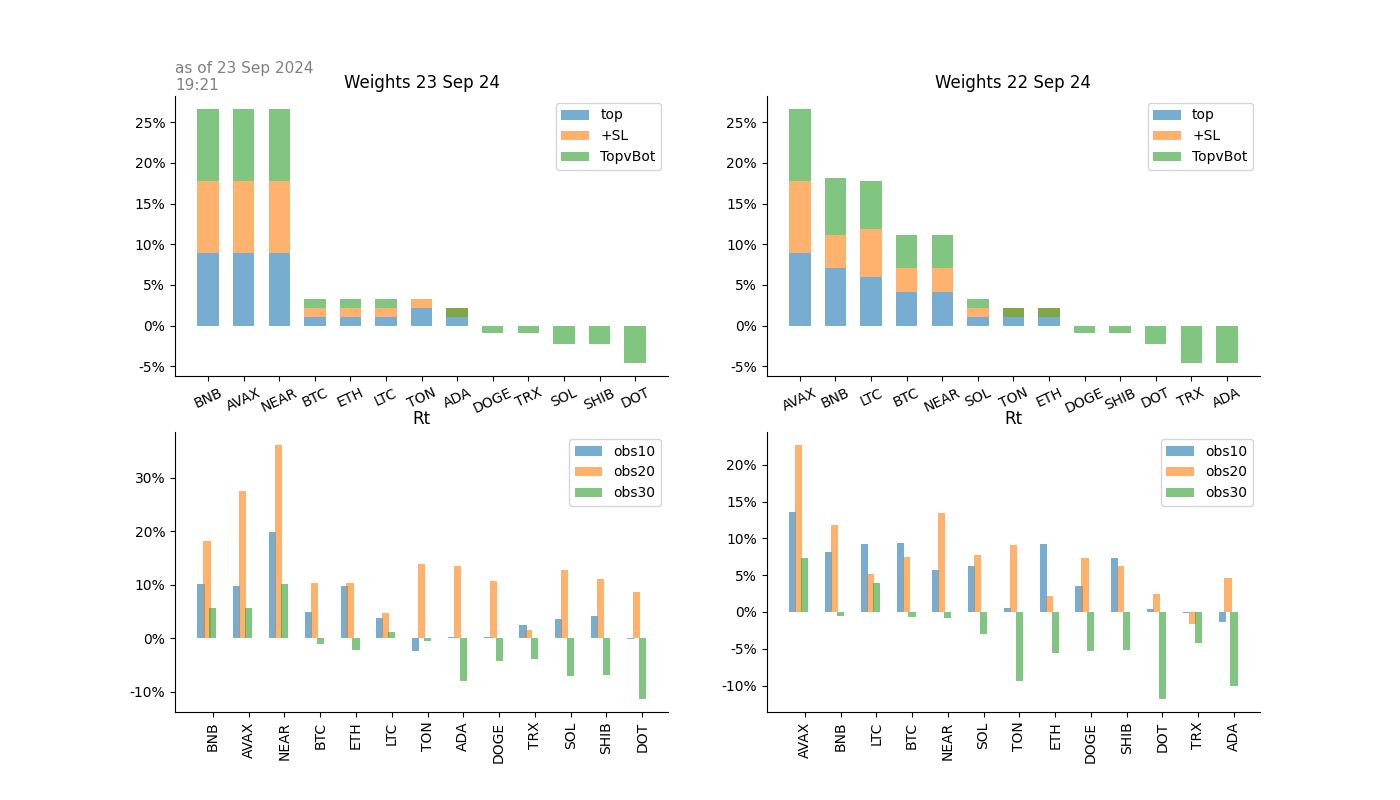 as of 23 Sep 2024
19:21
Weights 23 Sep 24
25%
20%
15%
10%
5%
0%
-5%
top
+SL
TopvBot
BNB AVAX NEAR BTC ETH LTC TON ADA DOGE TRX SOL SHIB DOT
Weights 22 Sep 24
25%
20%
15%
10%
5%
0%
-5%
top
+SL
TopvBot
AVAX BNB LTC BTC NEAR SOL TON ETH DOGE SHIB DOT TRX ADA
Rt
30%
20%
10%
0%
-10%
obs10
obs20
obs30
BNB AVAX NEAR BTC ETH LTC TON ADA DOGE TRX SOL SHIB DOT
Rt
20%
15%
10%
5%
0%
-5%
-10%
obs10
obs20
obs30
AVAX BNB LTC BTC NEAR SOL TON ETH DOGE SHIB DOT TRX ADA